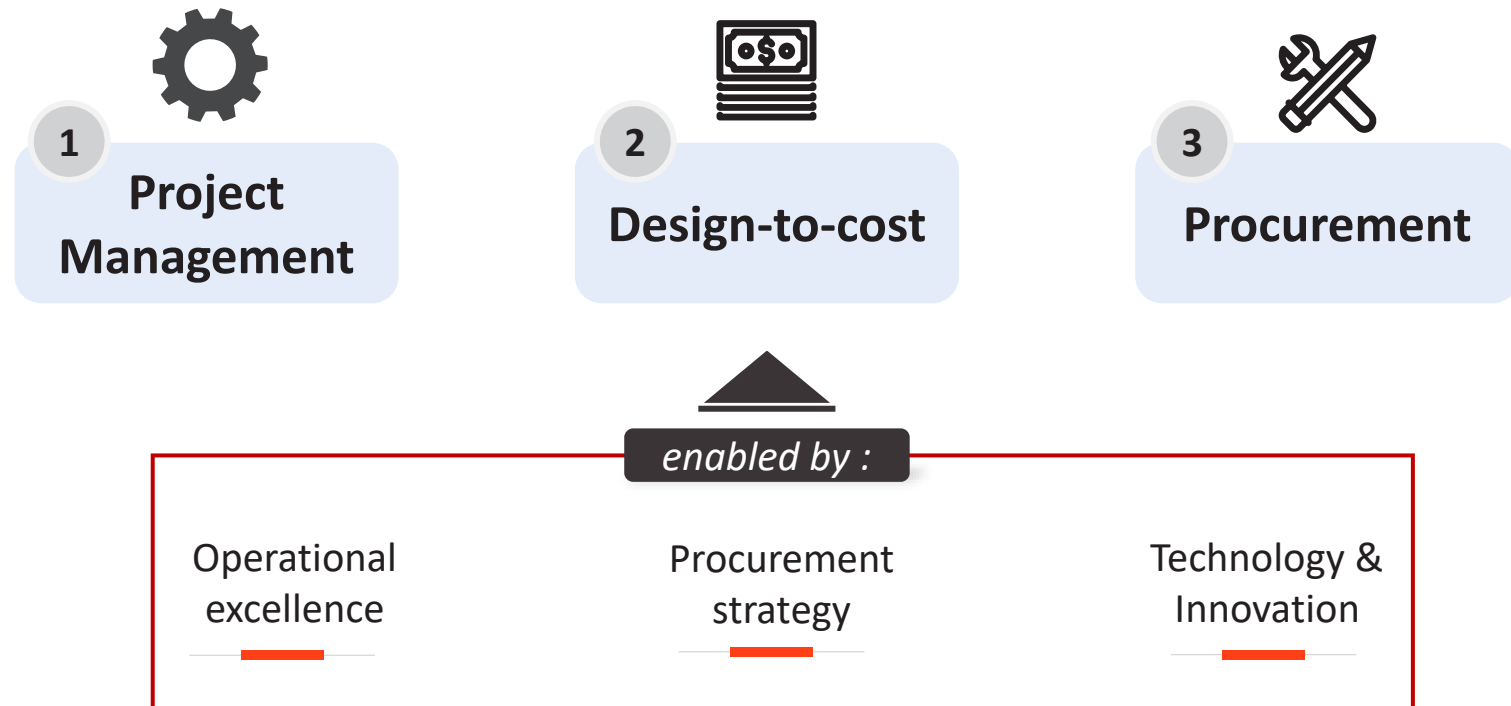 1
Project
Management
2
Design-to-cost
3
Procurement
enabled by :
Operational
excellence
Procurement
strategy
Technology &
Innovation